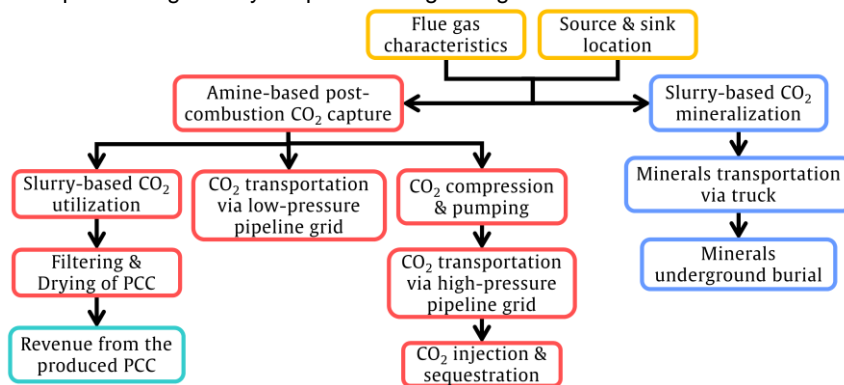 Flue gas
characteristics
Source & sink
location
Amine-based post-
combustion CO₂ capture
Slurry-based CO₂
mineralization
Slurry-based CO₂
utilization
CO₂ transportation
via low-pressure
pipeline grid
CO₂ compression
& pumping
Minerals transportation
via truck
Filtering &
Drying of PCC
CO₂ transportation
via high-pressure
pipeline grid
Minerals
underground burial
Revenue from the
produced PCC
CO₂ injection &
sequestration